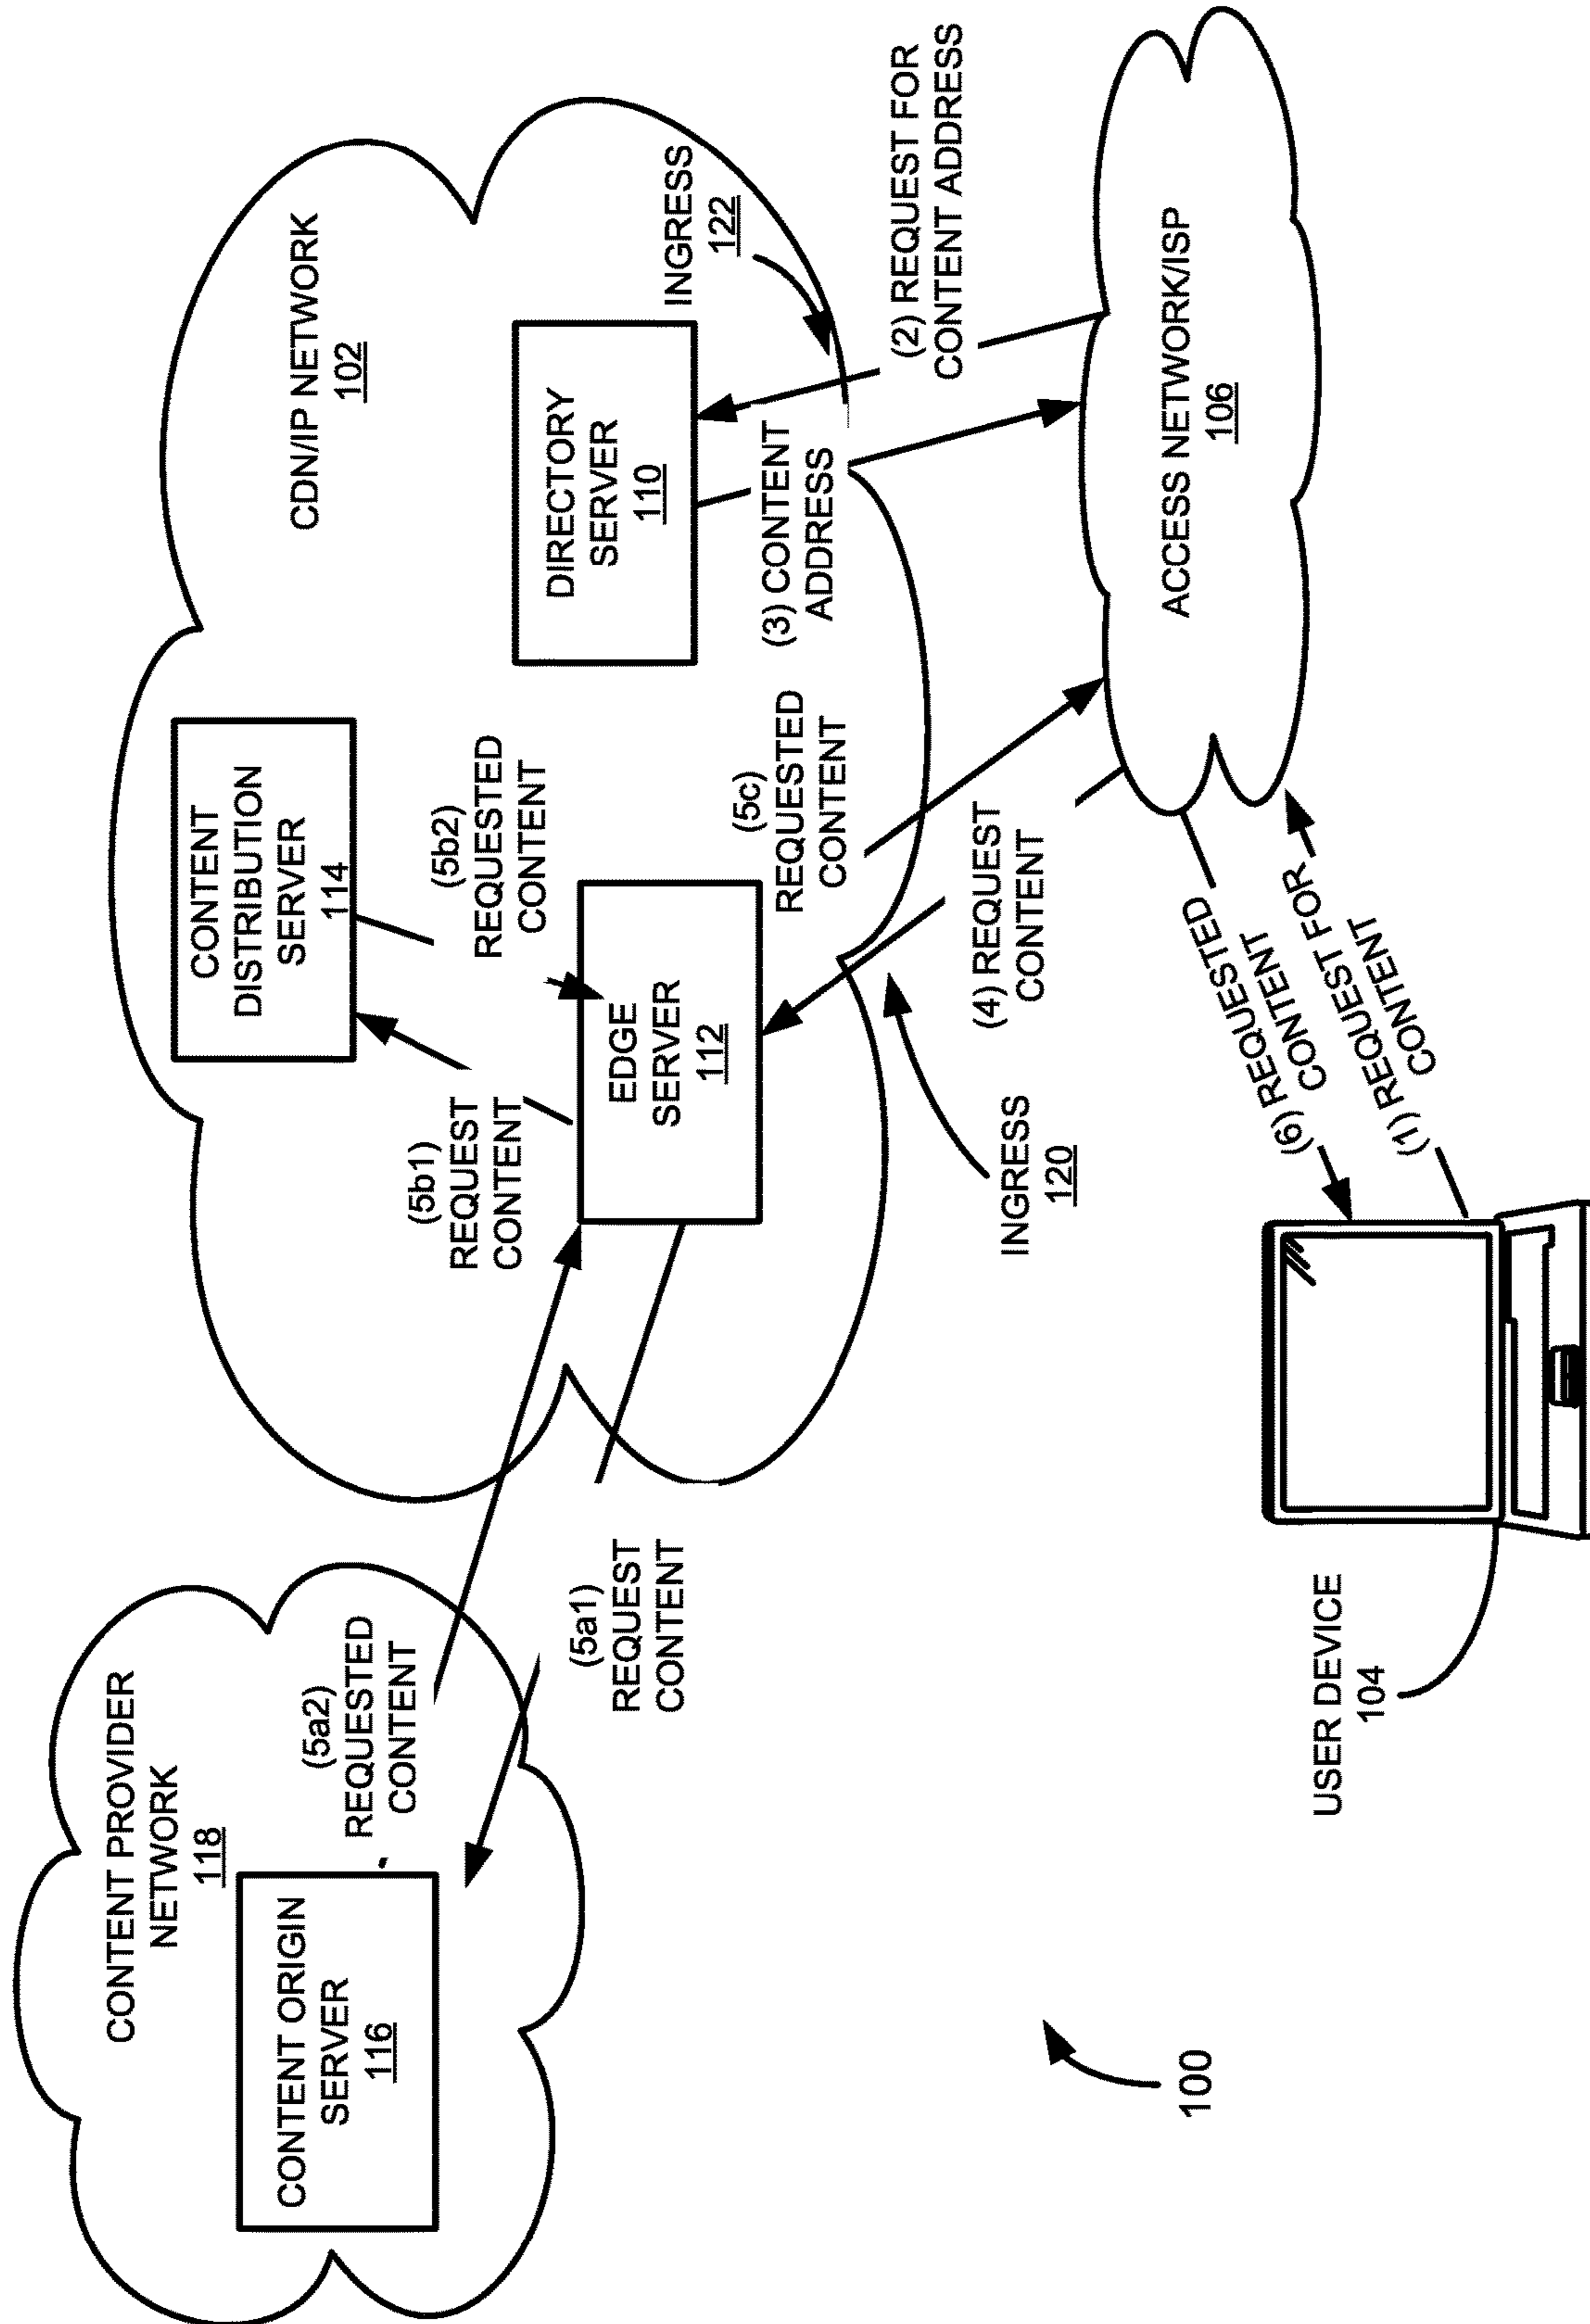 CONTENT PROVIDER
NETWORK
118
CONTENT ORIGIN
SERVER
116
(5a2)
REQUESTED
CONTENT
(5a1)
REQUEST
CONTENT
CDN/IP NETWORK
102
CONTENT
DISTRIBUTION
SERVER
114
(5b1)
REQUEST
CONTENT
(5b2)
REQUESTED
CONTENT
EDGE
SERVER
112
DIRECTORY
SERVER
110
INGRESS
122
(3) CONTENT
ADDRESS
(5c)
REQUESTED
CONTENT
(2) REQUEST FOR
CONTENT ADDRESS
(4) REQUEST
CONTENT
INGRESS
120
ACCESS NETWORK/ISP
106
(6) REQUESTED
CONTENT
(1) REQUEST FOR
CONTENT
USER DEVICE
104
100